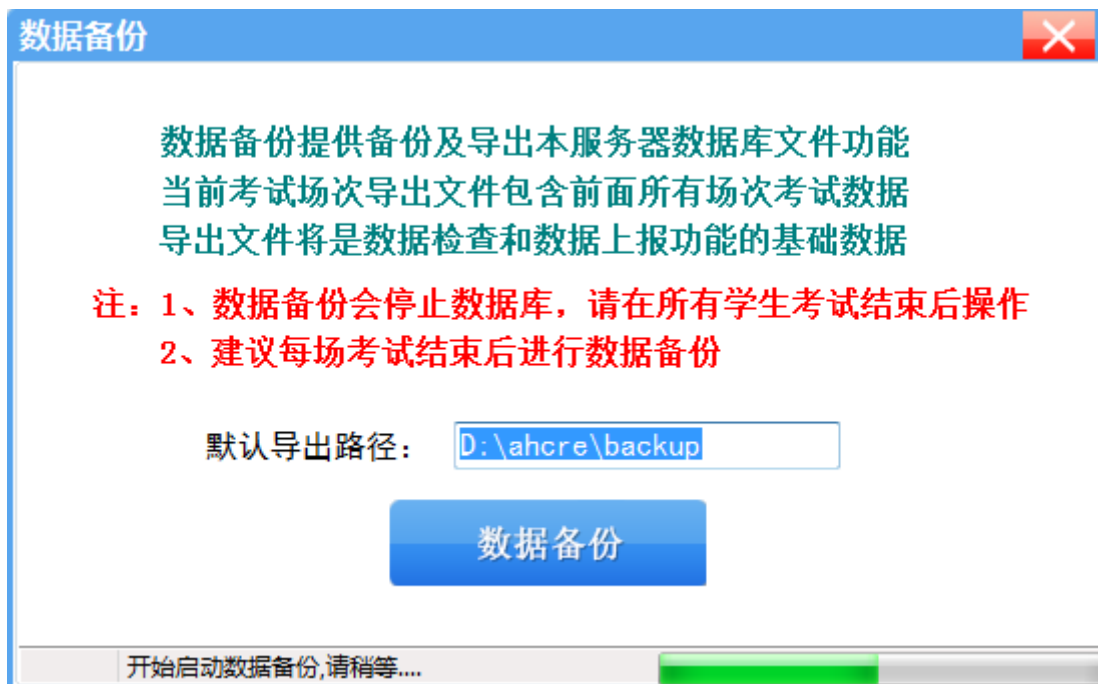 数据备份
数据备份提供备份及导出本服务器数据库文件功能
当前考试场次导出文件包含前面所有场次考试数据
导出文件将是数据检查和数据上报功能的基础数据
注：1、数据备份会停止数据库，请在所有学生考试结束后操作
2、建议每场考试结束后进行数据备份
默认导出路径： D:\ahcre\backup
数据备份
开始启动数据备份,请稍等....